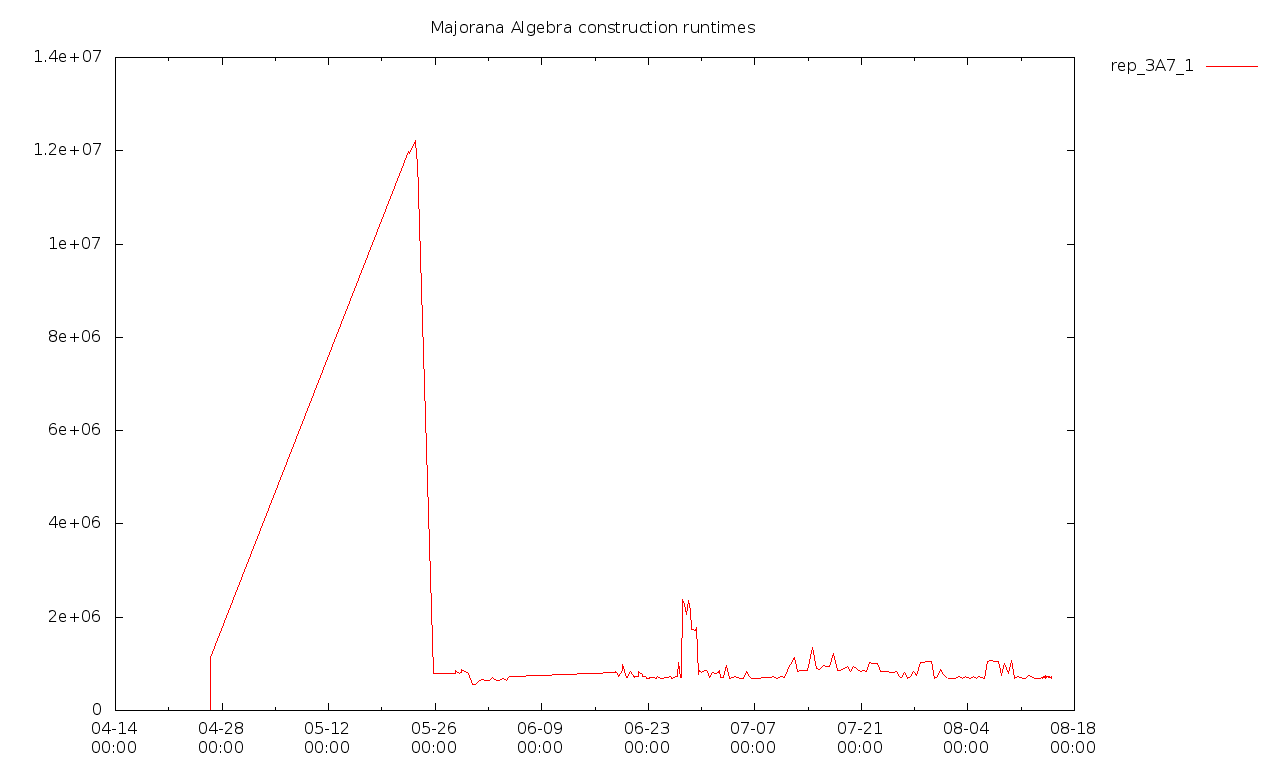 Majorana Algebra construction runtimes
rep_3A7_1
1.4e+07
1.2e+07
1e+07
8e+06
6e+06
4e+06
2e+06
0
04-14 04-28 05-12 05-26 06-09 06-23 07-07 07-21 08-04 08-18
00:00 00:00 00:00 00:00 00:00 00:00 00:00 00:00 00:00 00:00